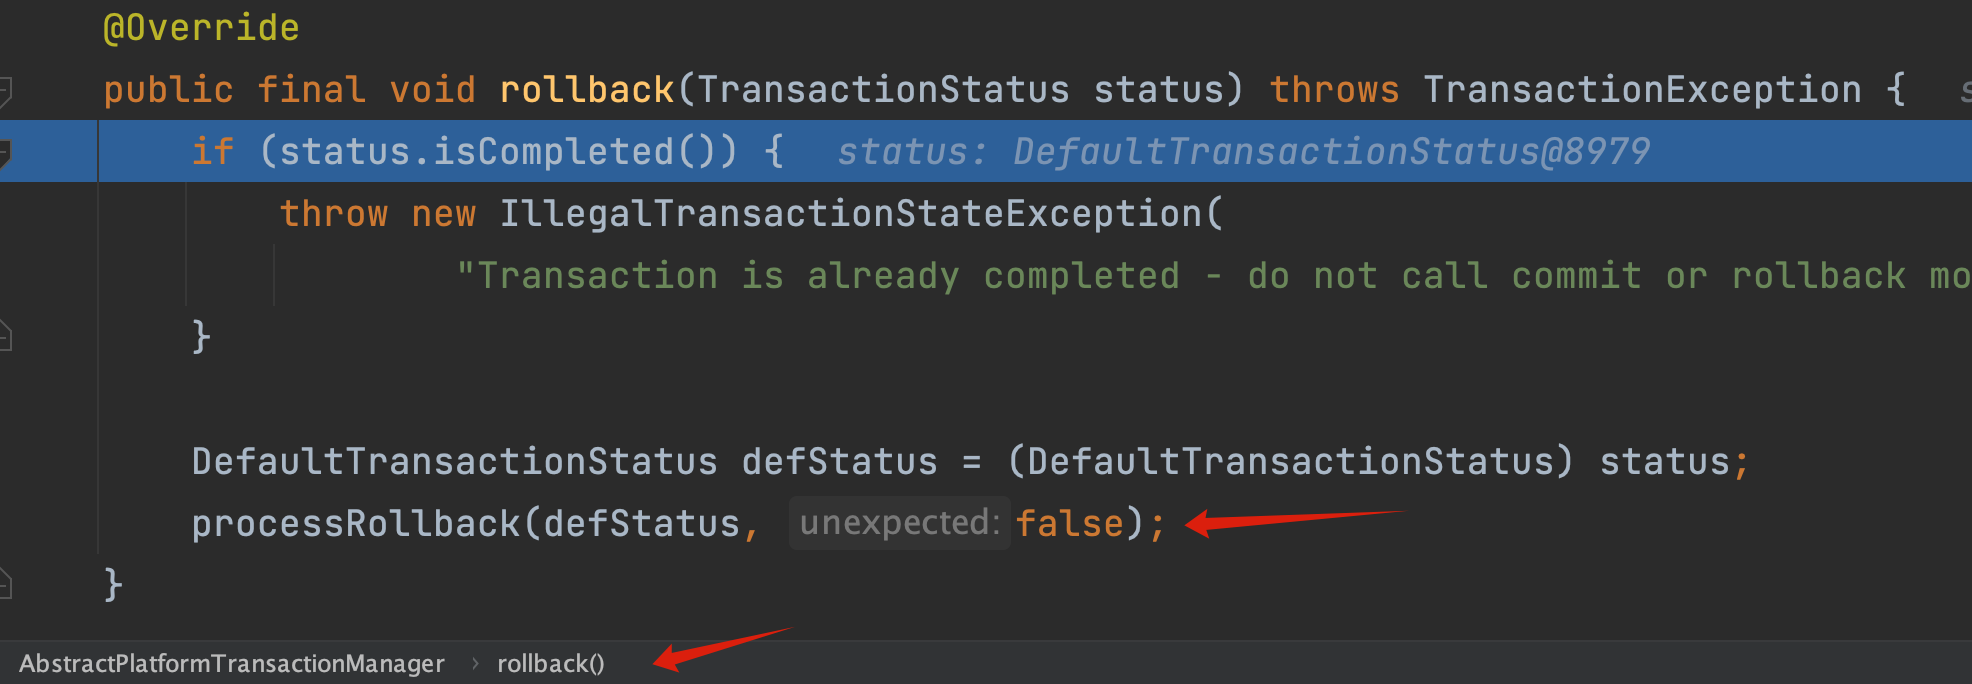 @Override
public final void rollback(TransactionStatus status) throws TransactionException {
if (status.isCompleted()) { status: DefaultTransactionStatus@8979
throw new IllegalTransactionStateException(
"Transaction is already completed - do not call commit or rollback mo
}
DefaultTransactionStatus defStatus = (DefaultTransactionStatus) status;
processRollback(defStatus, unexpected: false);
}
AbstractPlatformTransactionManager › rollback()